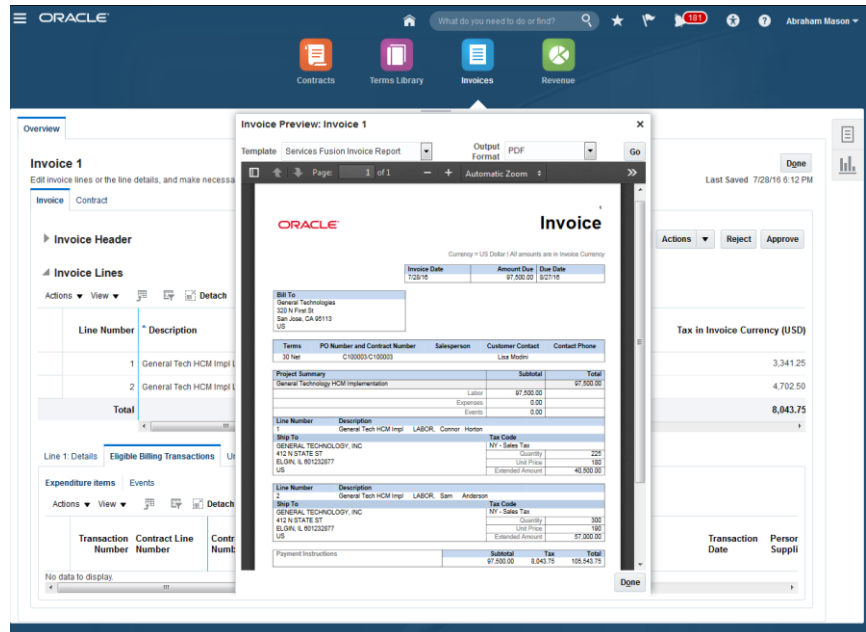 ORACLE
What do you need to do or find?
181
Abraham Mason
Contracts
Terms Library
Invoices
Revenue
Overview
Invoice 1
Edit invoice lines or the line details, and make necessa
Done
Last Saved 7/28/16 6:12 PM
Invoice Contract
Invoice Header
Actions Reject Approve
Invoice Lines
Actions View Detach
Line Number * Description Tax in Invoice Currency (USD)
1 General Tech HCM Impl L 3,341.25
2 General Tech HCM Impl L 4,702.50
Total 8,043.75
Line 1: Details Eligible Billing Transactions
Expenditure items Events
Actions View Detach
Transaction Number Contract Line Number Contr Numb Transaction Date Person Suppli
No data to display.
Invoice Preview: Invoice 1
Template Services Fusion Invoice Report Output Format PDF Go
Page: 1 of 1 Automatic Zoom
ORACLE
Invoice
Currency = US Dollar | All amounts are in Invoice Currency
Invoice Date Amount Due Due Date
7/28/16 97,500.00 8/27/16
Bill To
General Technologies
320 N First St
San Jose, CA 95113
US
Terms PO Number and Contract Number Salesperson Customer Contact Contact Phone
30 Net C100003/C100003 Lisa Modini
Project Summary Subtotal Total
General Technology HCM Implementation 97,500.00
Labor 97,500.00
Expenses 0.00
Events 0.00
Line Number Description
1 General Tech HCM Impl LABOR, Connor Horton
Ship To Tax Code
GENERAL TECHNOLOGY, INC NY - Sales Tax
412 N STATE ST Quantity 225
ELGIN, IL 601232877 Unit Price 180
US Extended Amount 40,500.00
Line Number Description
2 General Tech HCM Impl LABOR, Sam Anderson
Ship To Tax Code
GENERAL TECHNOLOGY, INC NY - Sales Tax
412 N STATE ST Quantity 300
ELGIN, IL 601232877 Unit Price 190
US Extended Amount 57,000.00
Payment Instructions Subtotal Tax Total
97,500.00 8,043.75 105,543.75
Done